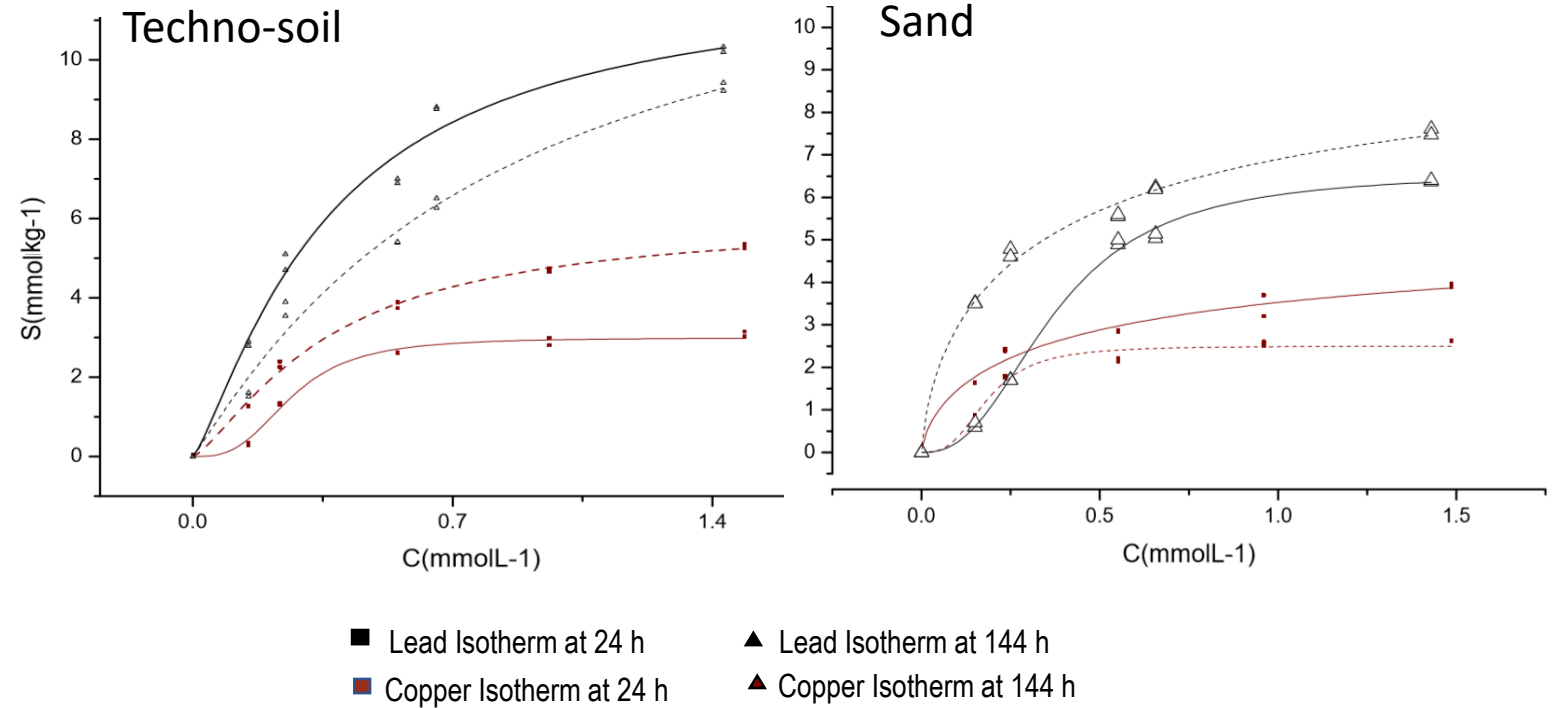 Techno-soil
Sand
S(mmolkg-1)
10
8
6
4
2
0
0.0 0.7 1.4
C(mmolL-1)
10
9
8
7
6
5
4
3
2
1
0
0.0 0.5 1.0 1.5
C(mmolL-1)
Lead Isotherm at 24 h
Lead Isotherm at 144 h
Copper Isotherm at 24 h
Copper Isotherm at 144 h